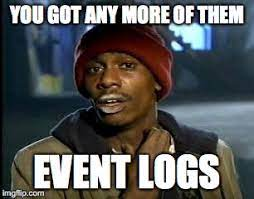 YOU GOT ANY MORE OF THEM
EVENT LOGS
imgflip.com